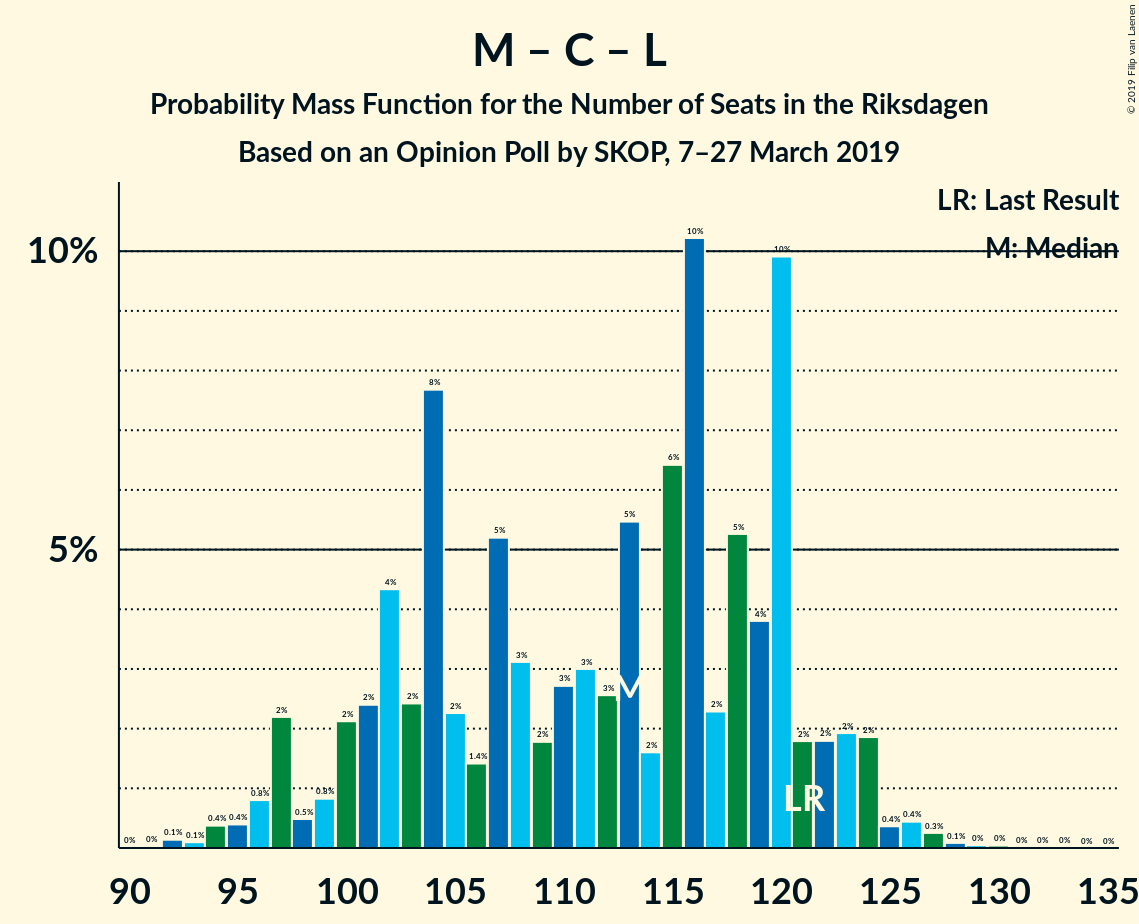 M – C – L
Probability Mass Function for the Number of Seats in the Riksdagen
Based on an Opinion Poll by SKOP, 7–27 March 2019
© 2019 Filip van Laenen
LR: Last Result
M: Median
10%
5%
0% 0% 0.1% 0.1% 0.4% 0.4% 0.8% 2% 0.5% 0.8% 2% 2% 4% 2% 8% 2% 1.4% 5% 3% 2% 3% 3% 3% 5% 2% 6% 10% 2% 5% 4% 10% 2% 2% 2% 2% 0.4% 0.4% 0.3% 0.1% 0% 0% 0% 0% 0% 0% 0%
M
LR
90 95 100 105 110 115 120 125 130 135